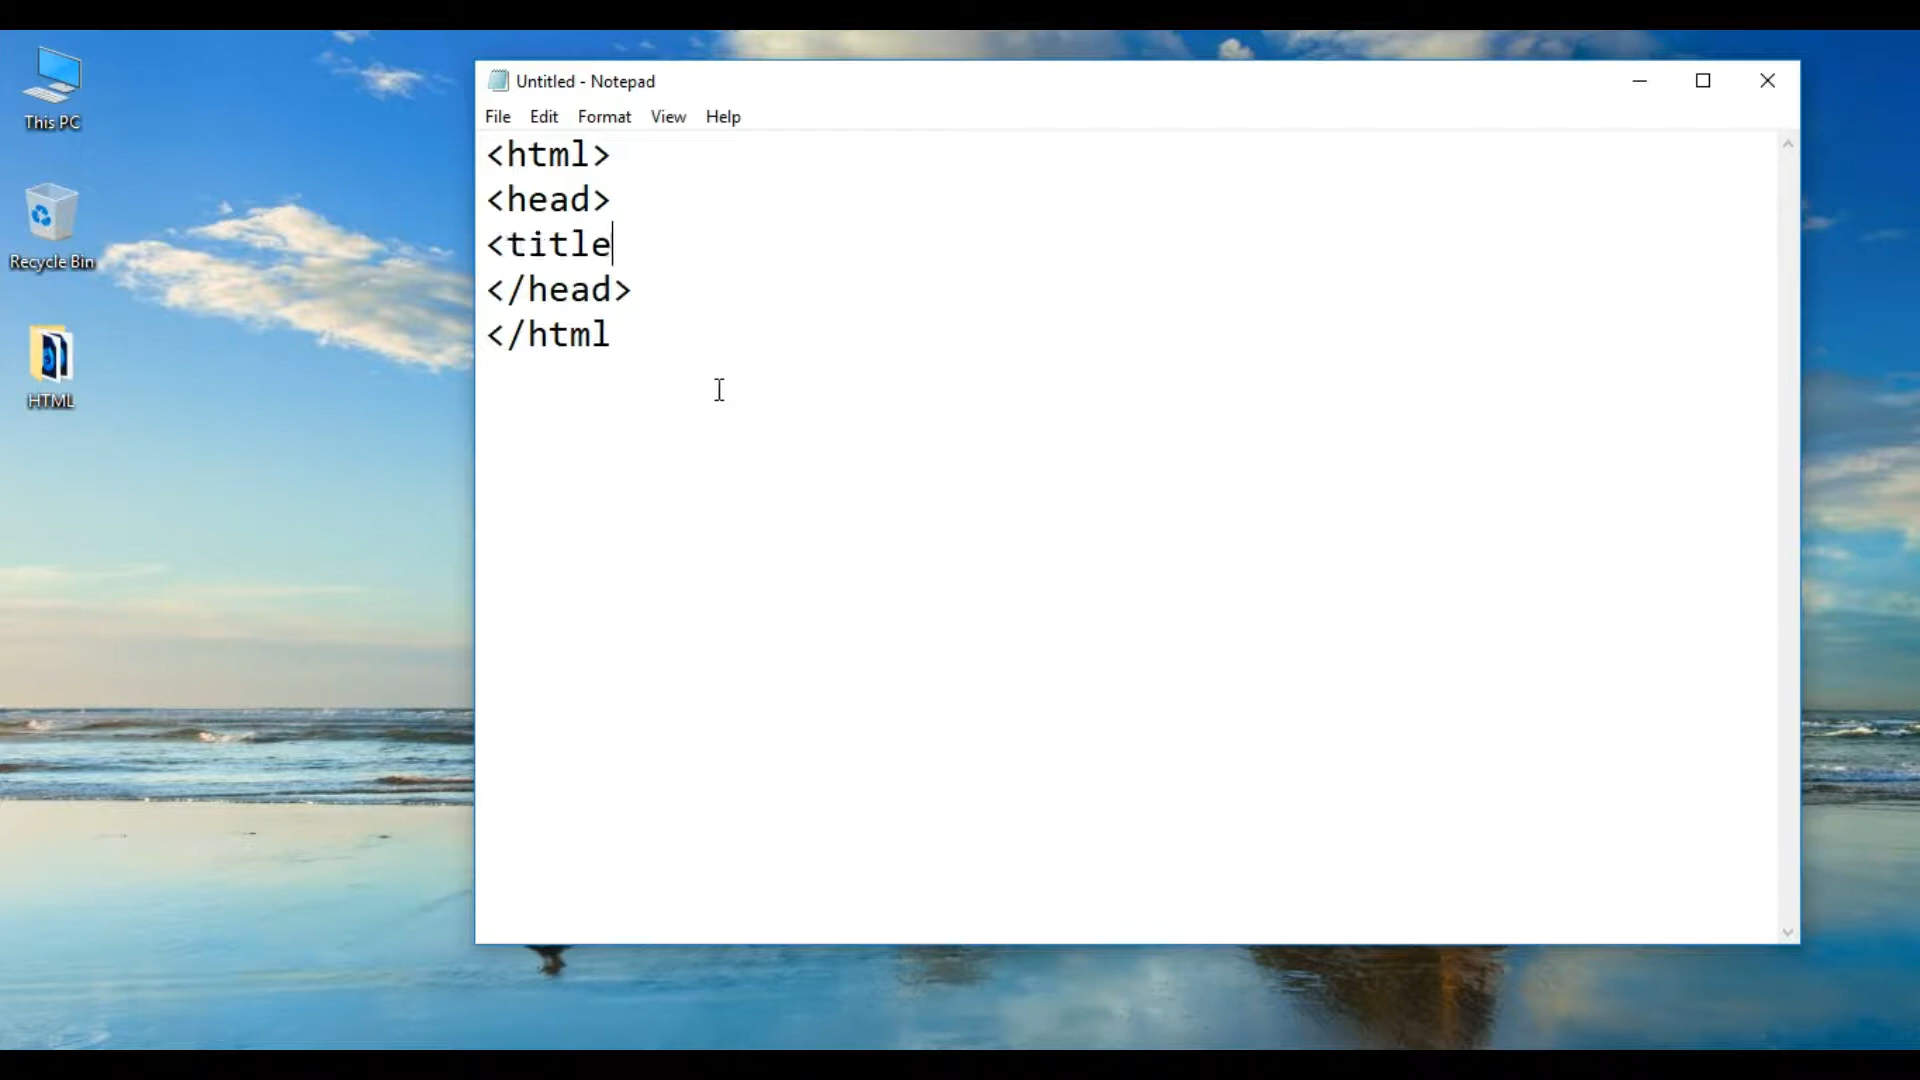 This PC
Recycle Bin
HTML
Untitled - Notepad
File Edit Format View Help
<html>
<head>
<title
</head>
</html